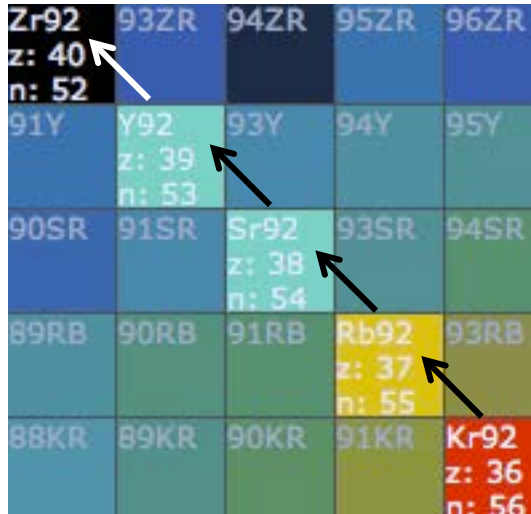 Zr92 93ZR 94ZR 95ZR 96ZR
z: 40
n: 52
91Y Y92 93Y 94Y 95Y
z: 39
n: 53
90SR 91SR Sr92 93SR 94SR
z: 38
n: 54
89RB 90RB 91RB Rb92 93RB
z: 37
n: 55
88KR 89KR 90KR 91KR Kr92
z: 36
n: 56